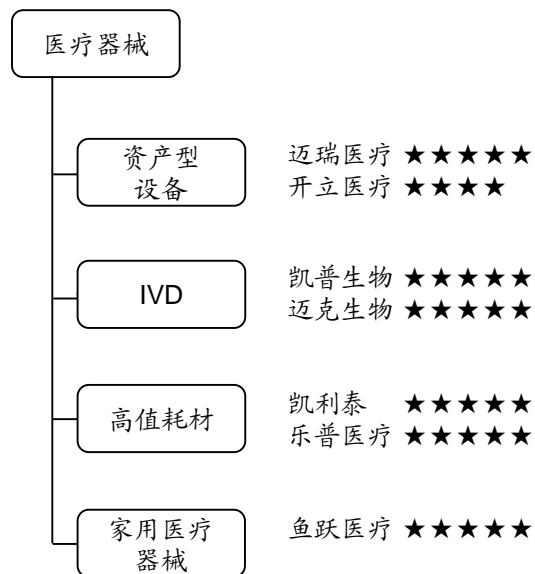 医疗器械
资产型
设备
迈瑞医疗 ★★★★★
开立医疗 ★★★★
IVD
凯普生物 ★★★★★
迈克生物 ★★★★★
高值耗材
凯利泰 ★★★★★
乐普医疗 ★★★★★
家用医疗
器械
鱼跃医疗 ★★★★★